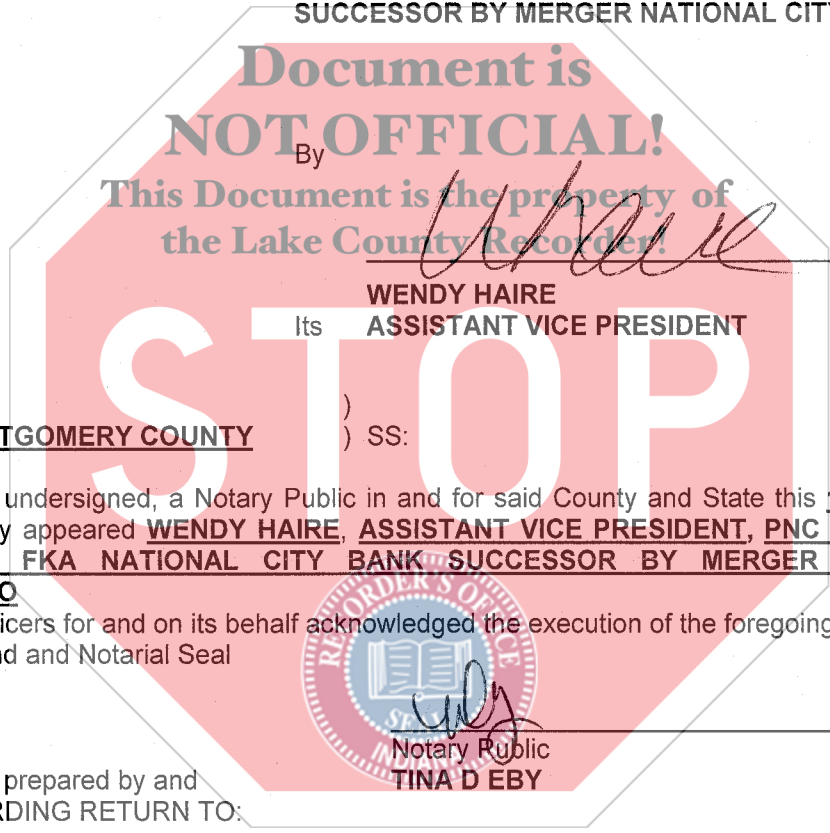 SUCCESSOR BY MERGER NATIONAL CITY
Document is
NOT OFFICIAL!
By
This Document is the property of
the Lake County Recorder!
WENDY HAIRE
Its ASSISTANT VICE PRESIDENT
STOP
)
TGOMERY COUNTY ) SS:
undersigned, a Notary Public in and for said County and State this
y appeared WENDY HAIRE, ASSISTANT VICE PRESIDENT, PNC
FKA NATIONAL CITY BANK SUCCESSOR BY MERGER
O
icers for and on its behalf acknowledged the execution of the foregoing
d and Notarial Seal
RECORDER'S OFFICE
SEAL
INDIANA
Notary Public
TINA D EBY
prepared by and
RDING RETURN TO: